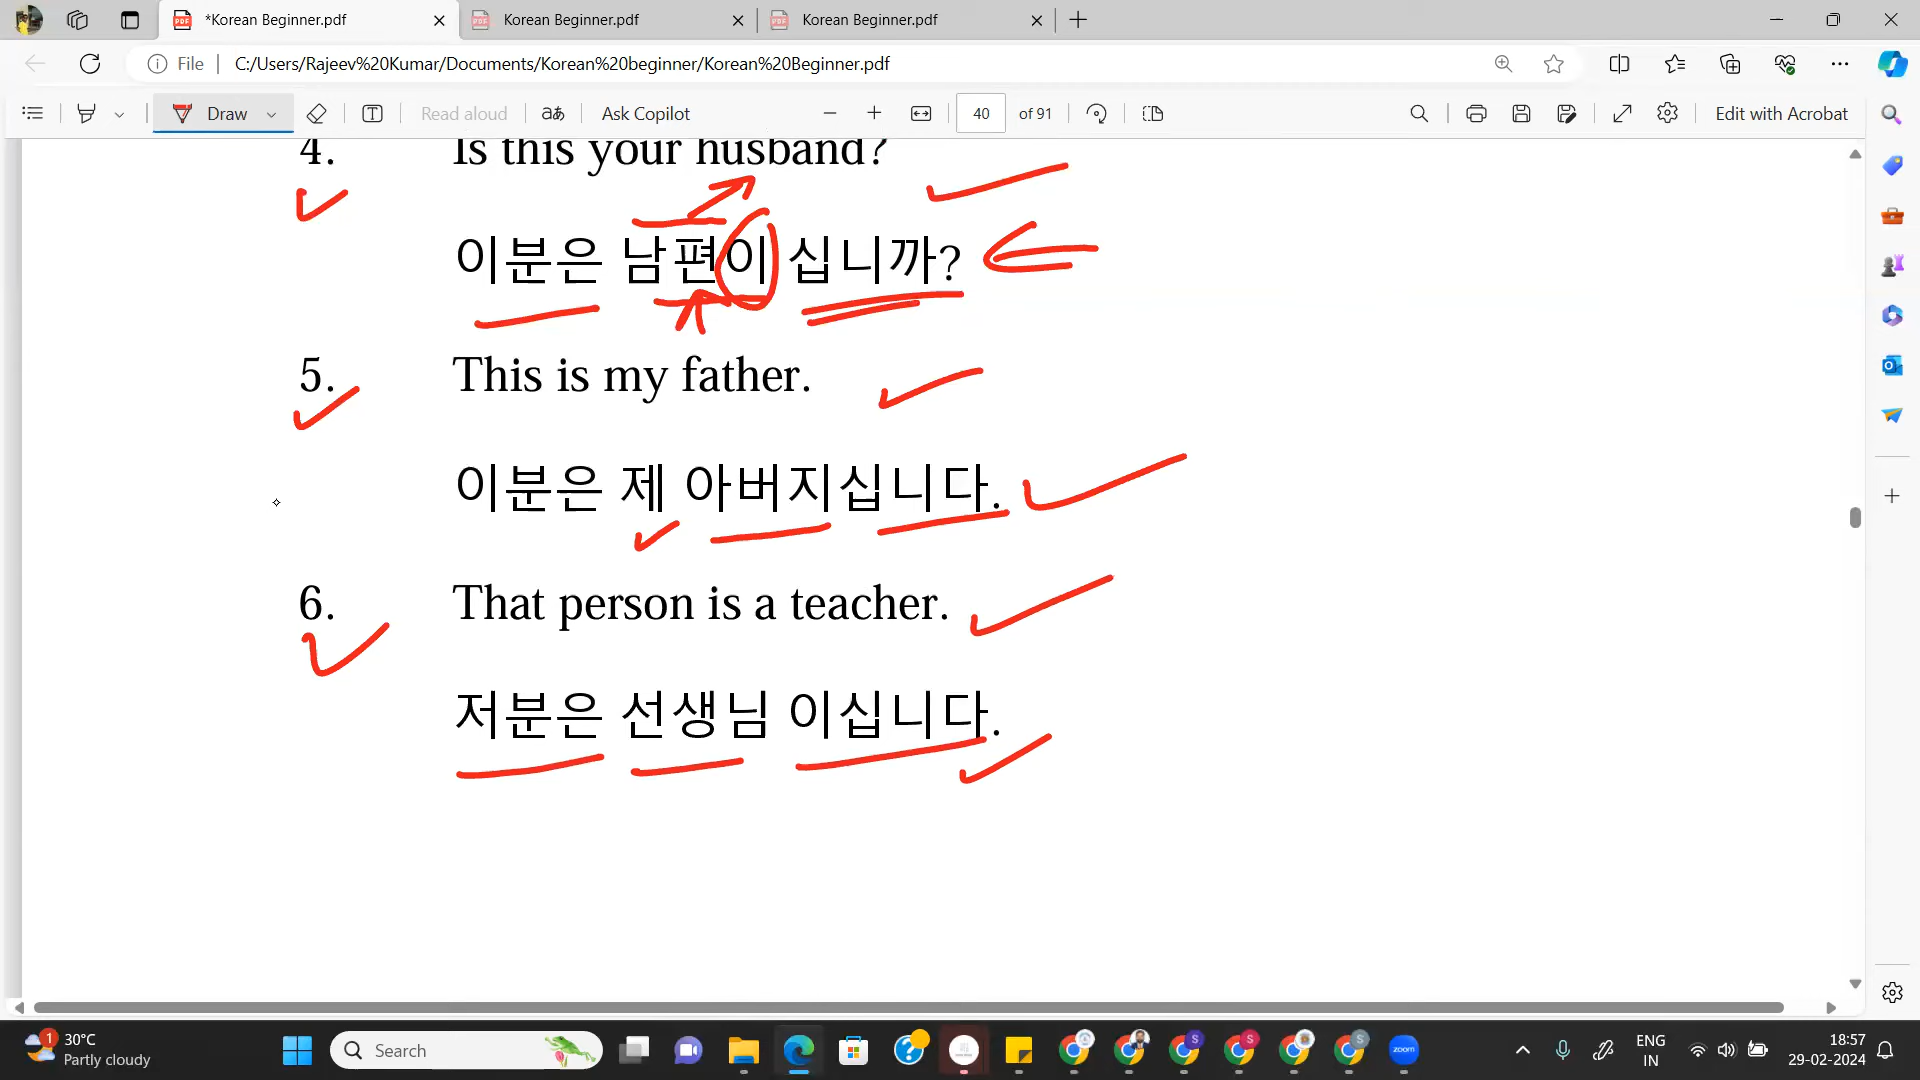 *Korean Beginner.pdf
Korean Beginner.pdf
Korean Beginner.pdf
File
C:/Users/Rajeev%20Kumar/Documents/Korean%20beginner/Korean%20Beginner.pdf
Draw
T
Read aloud
aあ
Ask Copilot
40
of 91
Edit with Acrobat
4. Is this your husband?
이분은 남편이 십니까?
5. This is my father.
이분은 제 아버지십니다.
6. That person is a teacher.
저분은 선생님 이십니다.
1
30°C
Partly cloudy
Search
S
S
S
zoom
ENG
IN
18:57
29-02-2024